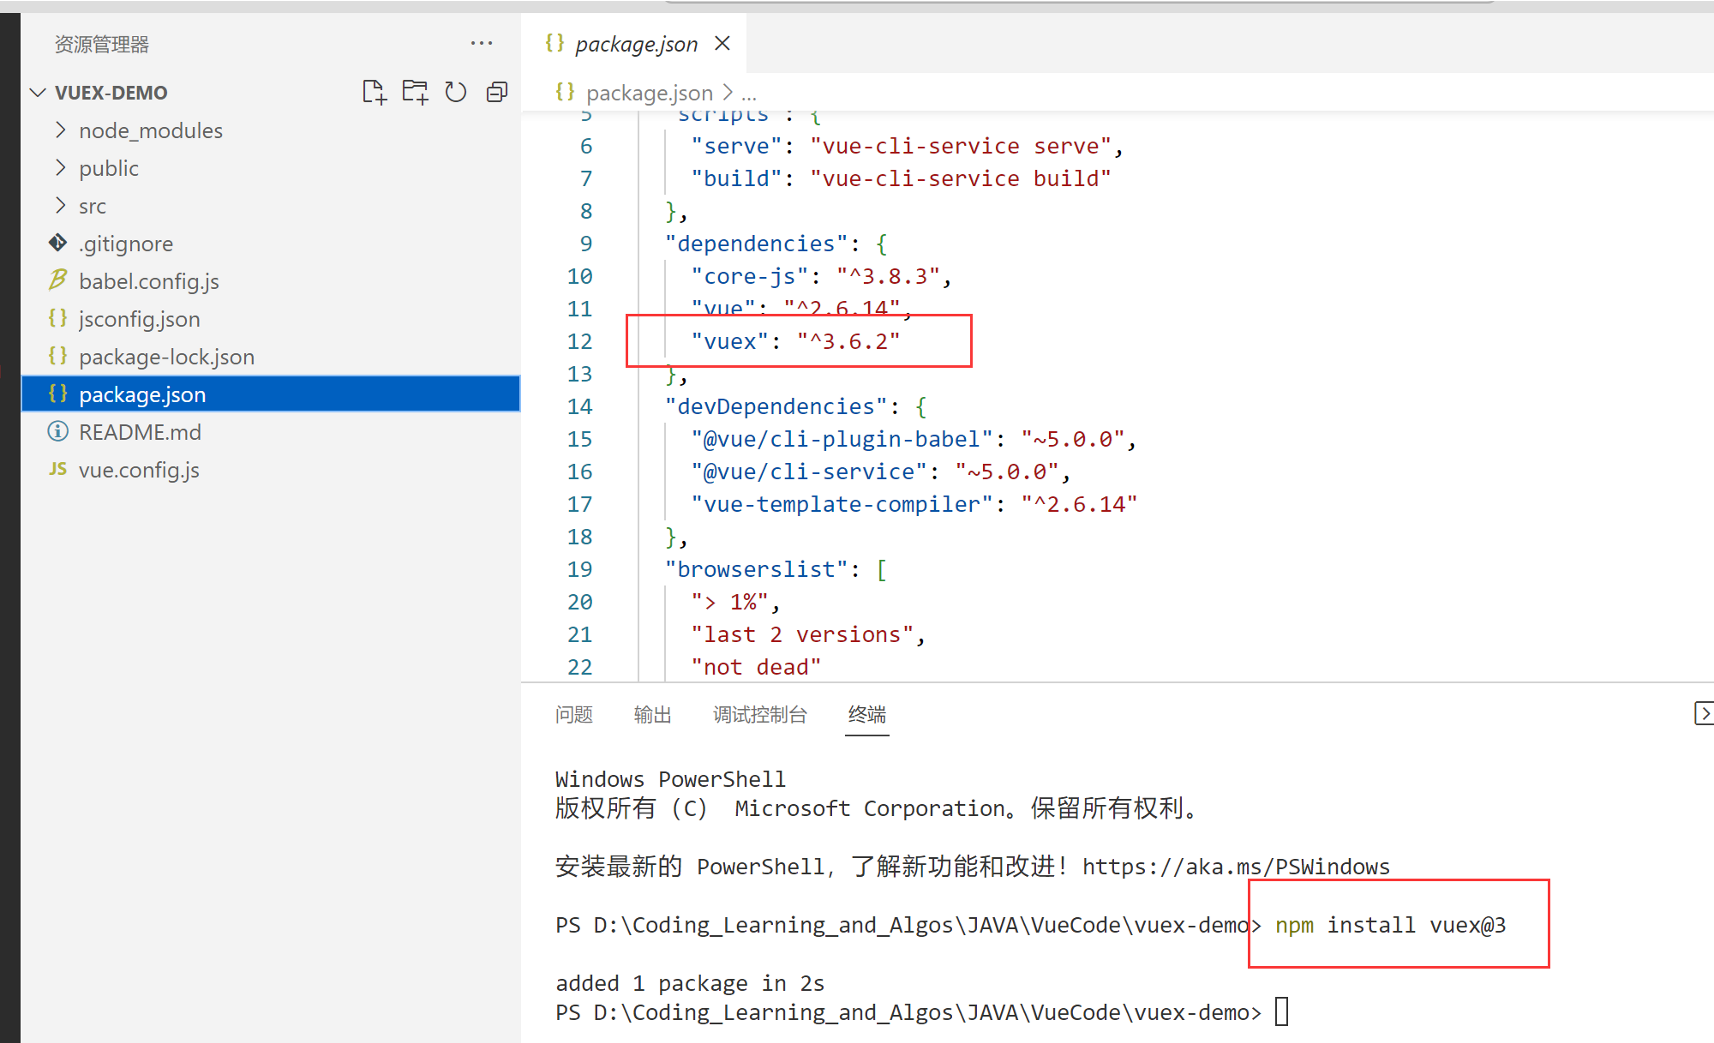 资源管理器
VUEX-DEMO
node_modules
public
src
.gitignore
babel.config.js
jsconfig.json
package-lock.json
package.json
README.md
JS vue.config.js
{} package.json
{} package.json > ...
5 "scripts": {
6 "serve": "vue-cli-service serve",
7 "build": "vue-cli-service build"
8 },
9 "dependencies": {
10 "core-js": "^3.8.3",
11 "vue": "^2.6.14",
12 "vuex": "^3.6.2"
13 },
14 "devDependencies": {
15 "@vue/cli-plugin-babel": "~5.0.0",
16 "@vue/cli-service": "~5.0.0",
17 "vue-template-compiler": "^2.6.14"
18 },
19 "browserslist": [
20 "> 1%",
21 "last 2 versions",
22 "not dead"
问题 输出 调试控制台 终端
Windows PowerShell
版权所有 (C) Microsoft Corporation。保留所有权利。
安装最新的 PowerShell，了解新功能和改进！https://aka.ms/PSWindows
PS D:\Coding_Learning_and_Algos\JAVA\VueCode\vuex-demo> npm install vuex@3
added 1 package in 2s
PS D:\Coding_Learning_and_Algos\JAVA\VueCode\vuex-demo>